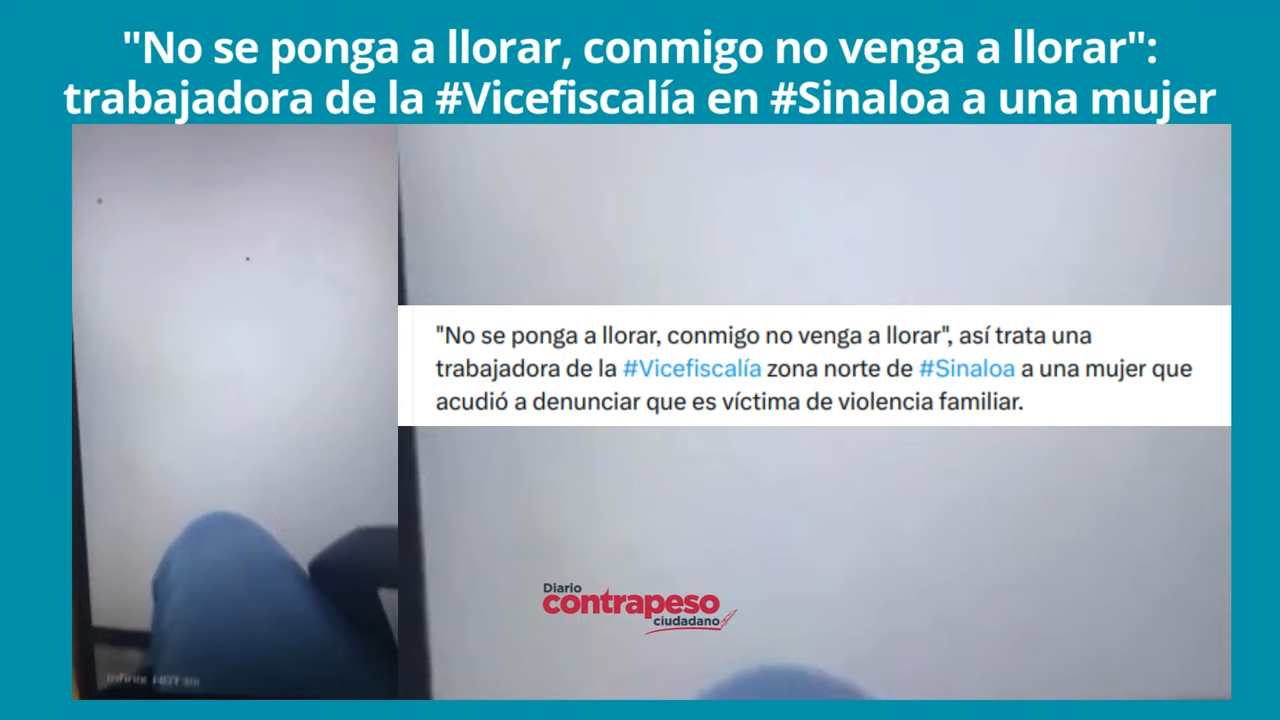 "No se ponga a llorar, conmigo no venga a llorar":
trabajadora de la #Vicefiscalía en #Sinaloa a una mujer
"No se ponga a llorar, conmigo no venga a llorar", así trata una
trabajadora de la #Vicefiscalía zona norte de #Sinaloa a una mujer que
acudió a denunciar que es víctima de violencia familiar.
Diario
contrapeso
ciudadano
Infinix HOT